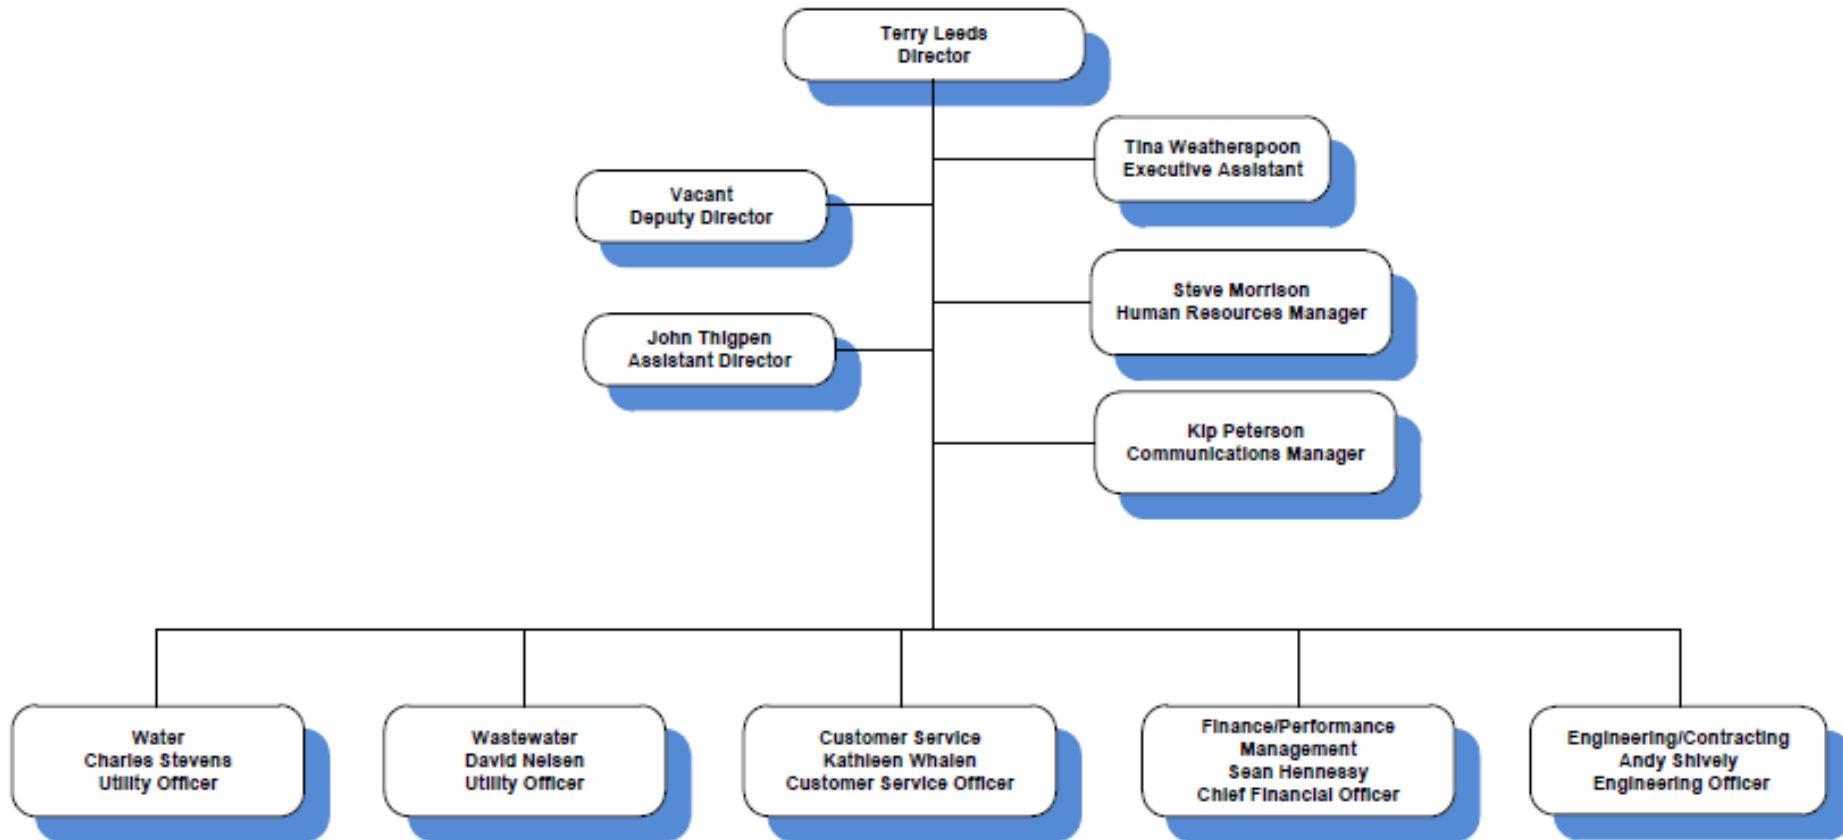 Terry Leeds
Director
Tina Weatherspoon
Executive Assistant
Vacant
Deputy Director
Steve Morrison
Human Resources Manager
John Thigpen
Assistant Director
Kip Peterson
Communications Manager
Water
Charles Stevens
Utility Officer
Wastewater
David Nelsen
Utility Officer
Customer Service
Kathleen Whalen
Customer Service Officer
Finance/Performance
Management
Sean Hennessy
Chief Financial Officer
Engineering/Contracting
Andy Shively
Engineering Officer